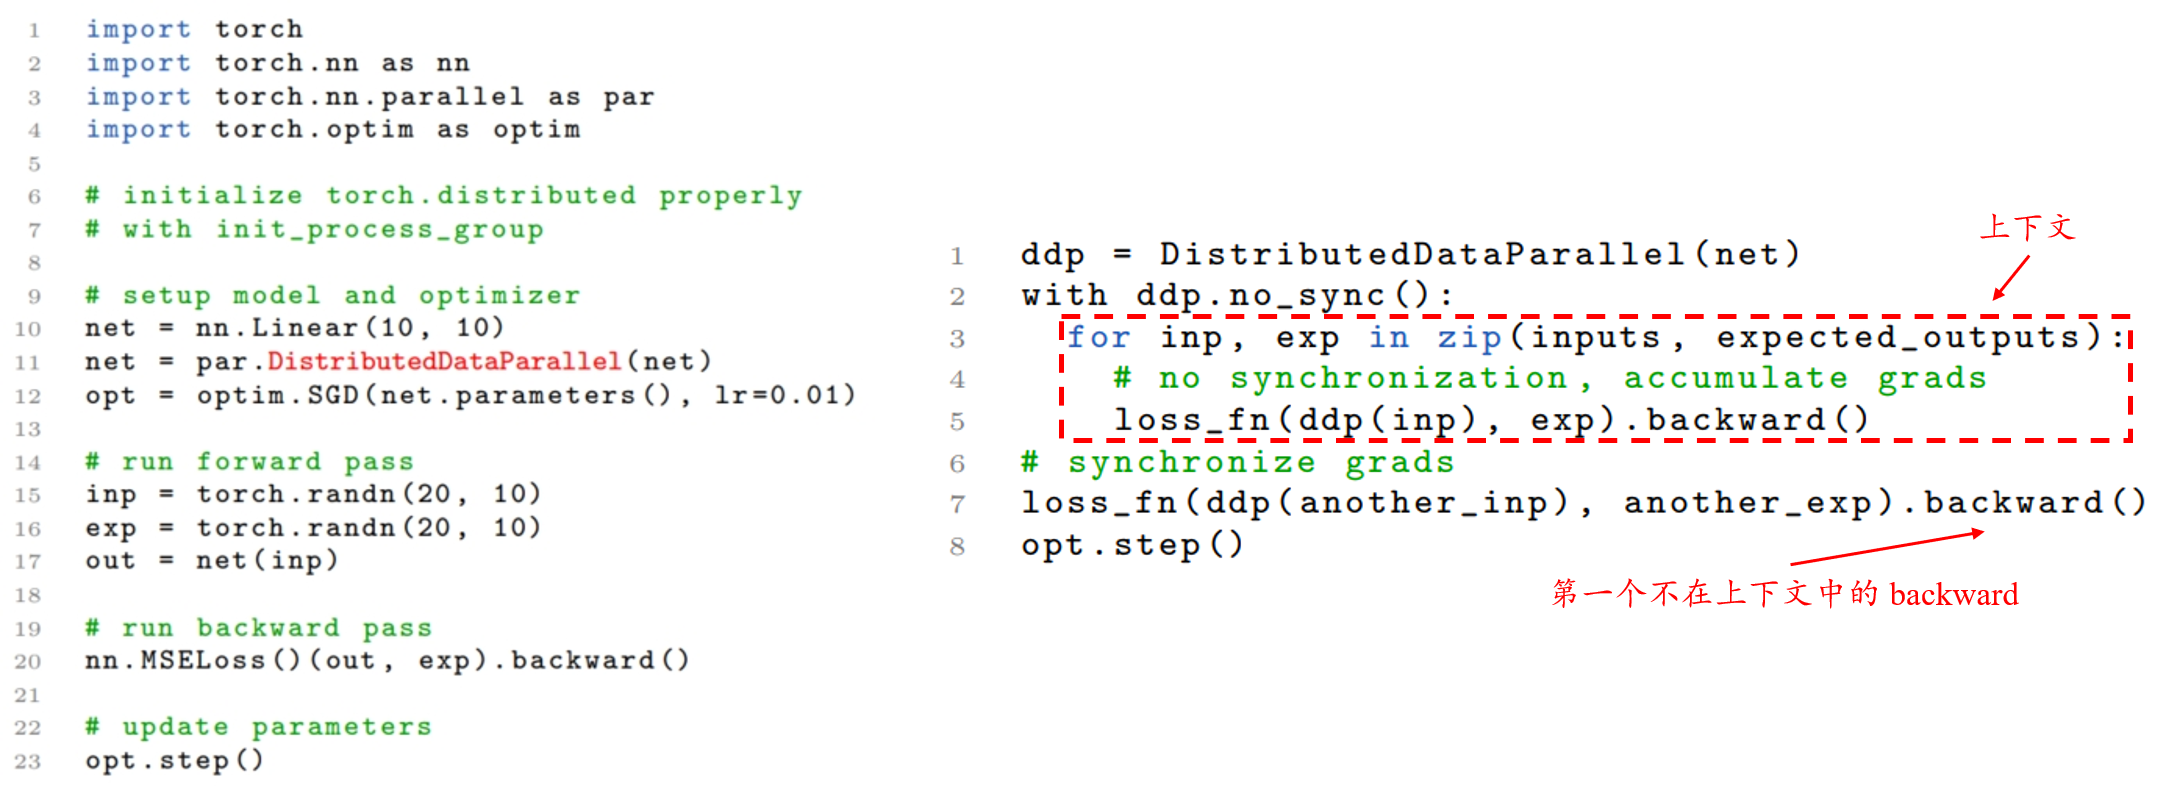 1 import torch
2 import torch.nn as nn
3 import torch.nn.parallel as par
4 import torch.optim as optim
5
6 # initialize torch.distributed properly
7 # with init_process_group
8
9 # setup model and optimizer
10 net = nn.Linear(10, 10)
11 net = par.DistributedDataParallel(net)
12 opt = optim.SGD(net.parameters(), lr=0.01)
13
14 # run forward pass
15 inp = torch.randn(20, 10)
16 exp = torch.randn(20, 10)
17 out = net(inp)
18
19 # run backward pass
20 nn.MSELoss()(out, exp).backward()
21
22 # update parameters
23 opt.step()
上下文
1 ddp = DistributedDataParallel(net)
2 with ddp.no_sync():
3 for inp, exp in zip(inputs, expected_outputs):
4 # no synchronization, accumulate grads
5 loss_fn(ddp(inp), exp).backward()
6 # synchronize grads
7 loss_fn(ddp(another_inp), another_exp).backward()
8 opt.step()
第一个不在上下文中的 backward